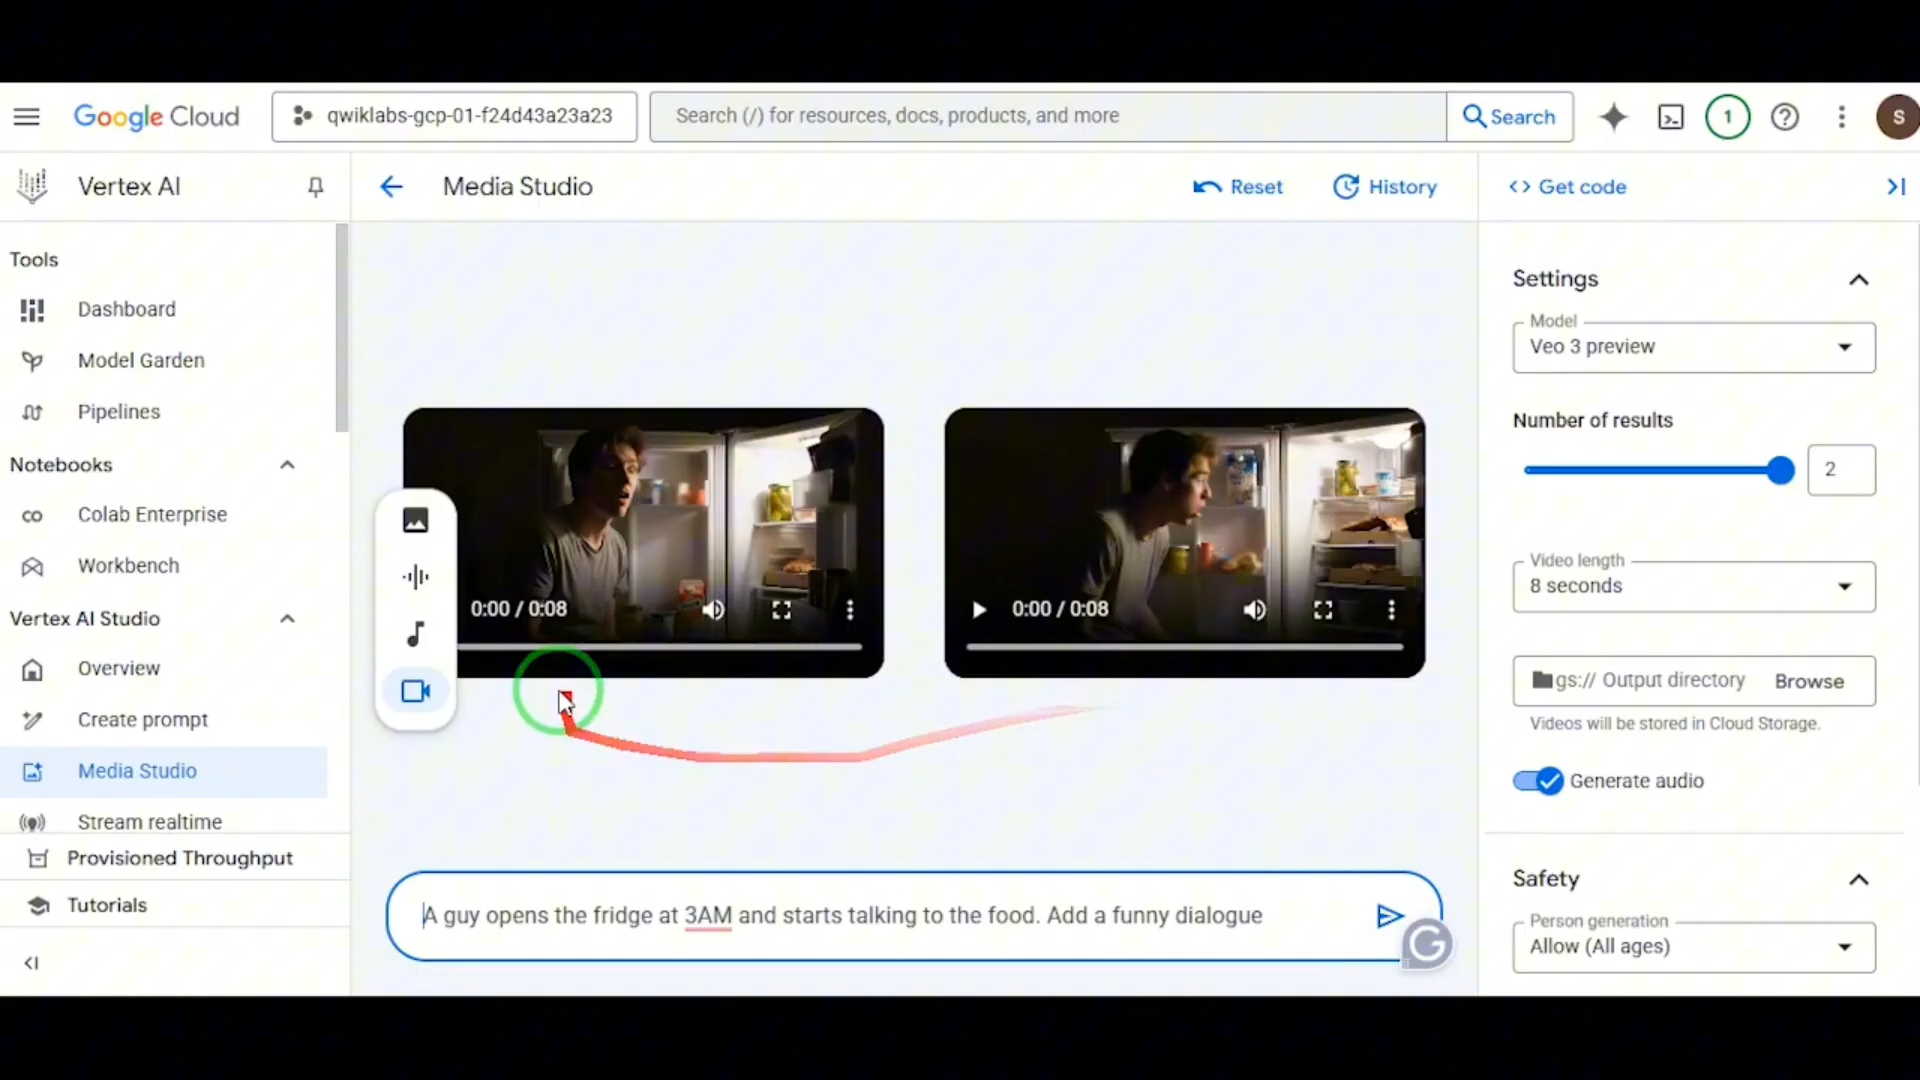 Google Cloud
qwiklabs-gcp-01-f24d43a23a23
Search (/) for resources, docs, products, and more
Search
1
S
Vertex AI
Media Studio
Reset
History
Get code
Tools
Dashboard
Model Garden
Pipelines
Notebooks
Colab Enterprise
Workbench
Vertex AI Studio
Overview
Create prompt
Media Studio
Stream realtime
Provisioned Throughput
Tutorials
0:00 / 0:08
0:00 / 0:08
A guy opens the fridge at 3AM and starts talking to the food. Add a funny dialogue
G
Settings
Model
Veo 3 preview
Number of results
2
Video length
8 seconds
gs:// Output directory
Browse
Videos will be stored in Cloud Storage.
Generate audio
Safety
Person generation
Allow (All ages)